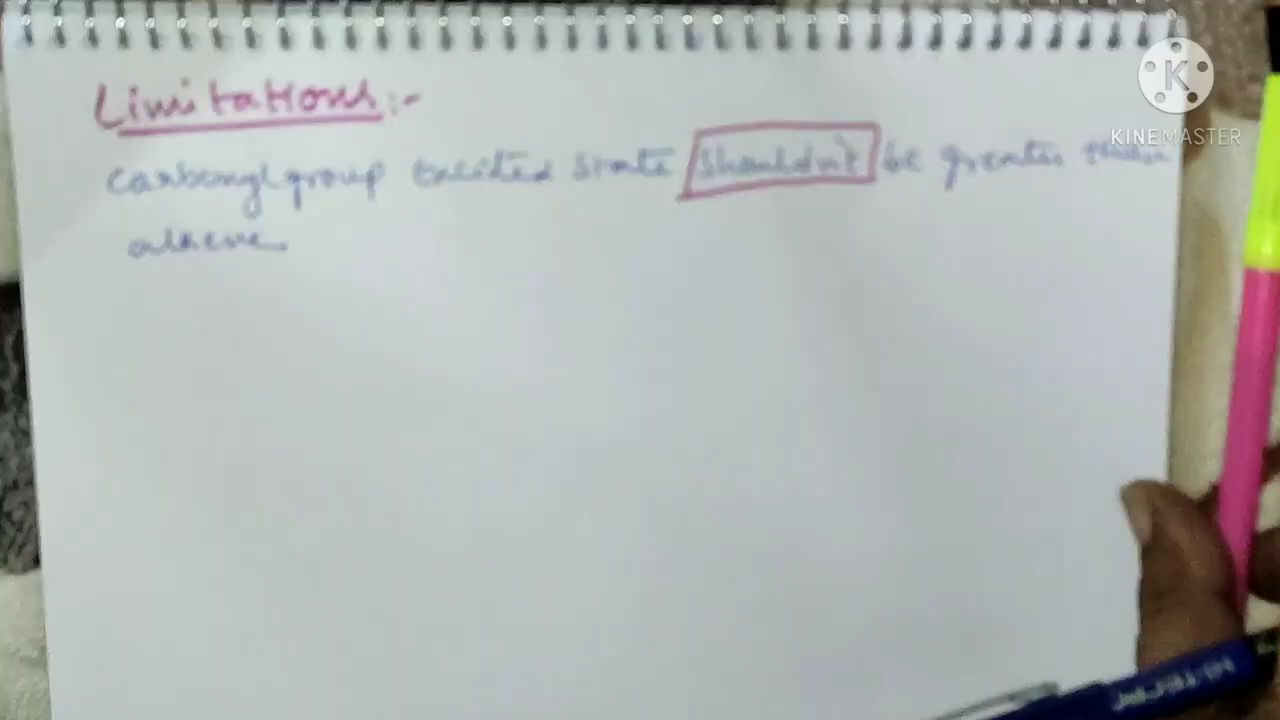 Limitations:-
carbonyl group excited state shouldn't be greater than
alkene
K
KINEMASTER